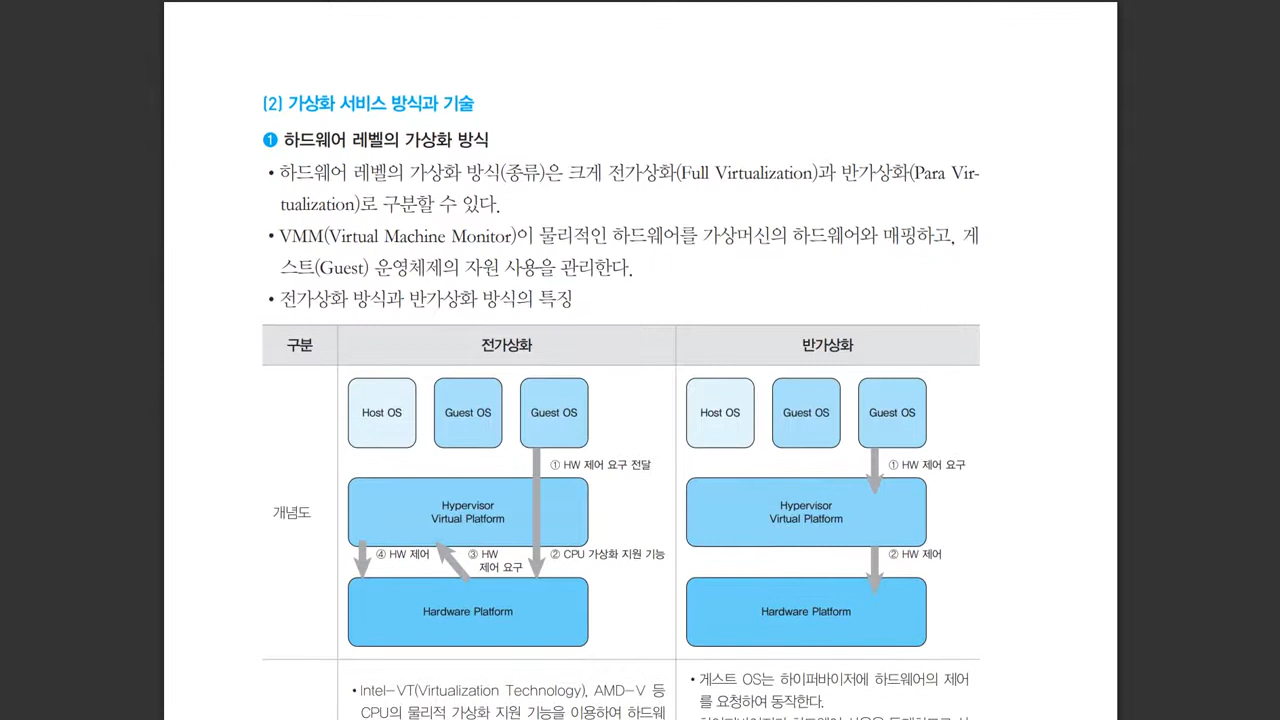 (2) 가상화 서비스 방식과 기술
1 하드웨어 레벨의 가상화 방식
• 하드웨어 레벨의 가상화 방식(종류)은 크게 전가상화(Full Virtualization)과 반가상화(Para Vir-
tualization)로 구분할 수 있다.
• VMM(Virtual Machine Monitor)이 물리적인 하드웨어를 가상머신의 하드웨어와 매핑하고, 게
스트(Guest) 운영체제의 자원 사용을 관리한다.
• 전가상화 방식과 반가상화 방식의 특징
구분 전가상화 반가상화
개념도
Host OS Guest OS Guest OS
① HW 제어 요구 전달
Hypervisor
Virtual Platform
④ HW 제어 ③ HW
제어 요구
② CPU 가상화 지원 기능
Hardware Platform
Host OS Guest OS Guest OS
① HW 제어 요구
Hypervisor
Virtual Platform
② HW 제어
Hardware Platform
• Intel-VT(Virtualization Technology), AMD-V 등
CPU의 물리적 가상화 지원 기능을 이용하여 하드웨
• 게스트 OS는 하이퍼바이저에 하드웨어의 제어
를 요청하여 동작한다.